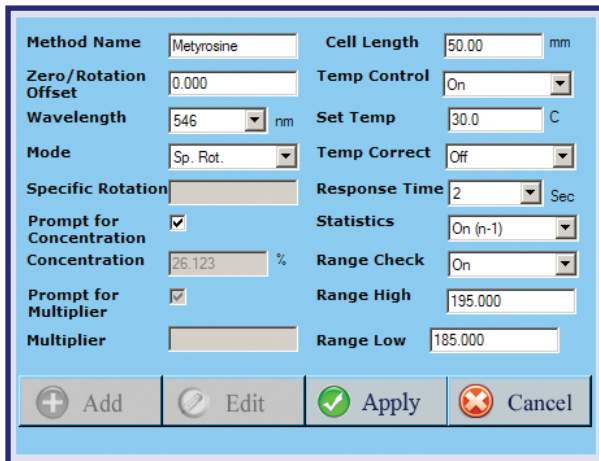 Method Name Metyrosine Cell Length 50.00 mm
Zero/Rotation Offset 0.000 Temp Control On
Wavelength 546 nm Set Temp 30.0 C
Mode Sp. Rot. Temp Correct Off
Specific Rotation Response Time 2 Sec
Prompt for Concentration Statistics On (n-1)
Concentration 26.123 % Range Check On
Prompt for Multiplier Range High 195.000
Multiplier Range Low 185.000
Add Edit Apply Cancel